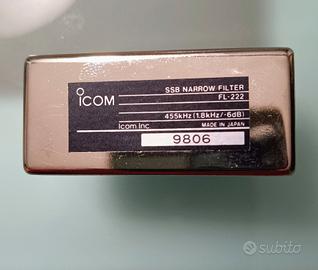 ICOM
SSB NARROW FILTER
FL-222
455kHz (1.8kHz/-6dB)
Icom Inc. MADE IN JAPAN
9806
subito